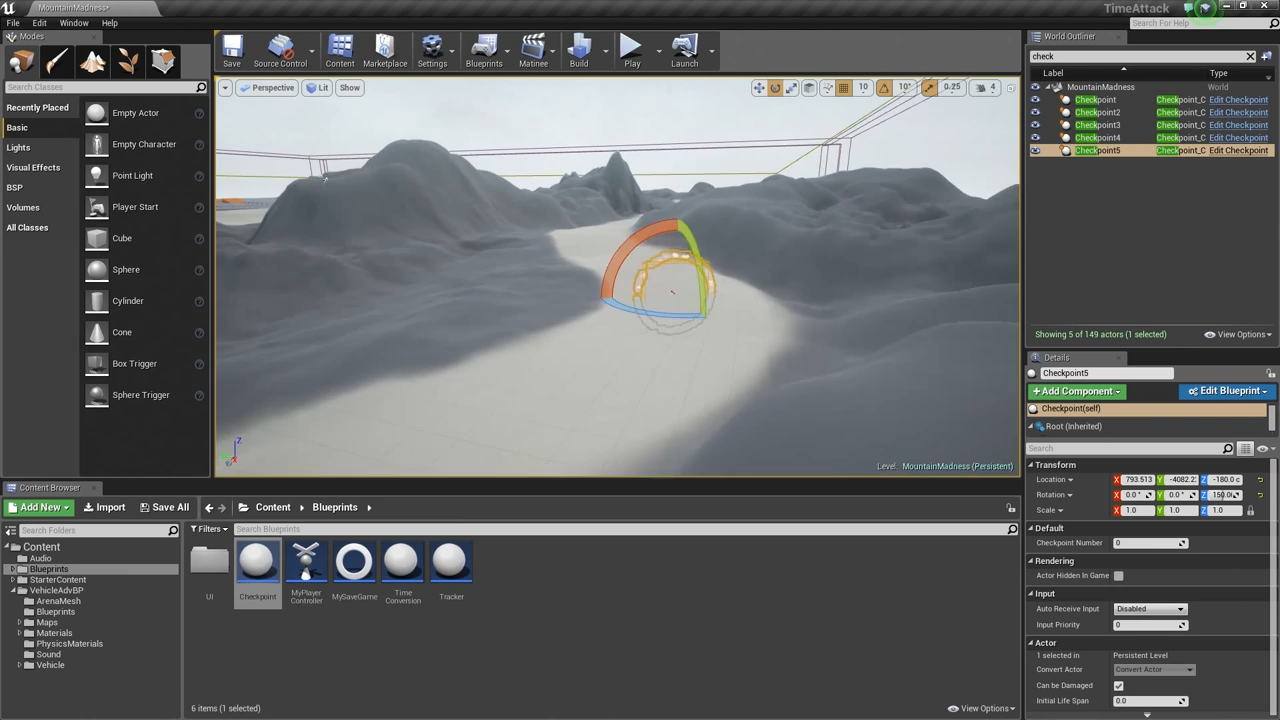 MountainMadness*
TimeAttack
File Edit Window Help
Search For Help
Modes
Search Classes
Recently Placed
Basic
Lights
Visual Effects
BSP
Volumes
All Classes
Empty Actor
Empty Character
Point Light
Player Start
Cube
Sphere
Cylinder
Cone
Box Trigger
Sphere Trigger
Save Source Control Content Marketplace Settings Blueprints Matinee Build Play Launch
Perspective Lit Show
10 10° 0.25 4
Level: MountainMadness (Persistent)
World Outliner
check
Label Type
MountainMadness World
Checkpoint Checkpoint_C Edit Checkpoint
Checkpoint2 Checkpoint_C Edit Checkpoint
Checkpoint3 Checkpoint_C Edit Checkpoint
Checkpoint4 Checkpoint_C Edit Checkpoint
Checkpoint5 Checkpoint_C Edit Checkpoint
Showing 5 of 149 actors (1 selected) View Options
Details
Checkpoint5
Add Component Edit Blueprint
Checkpoint(self)
Root (Inherited)
Search
Transform
Location X 793.513 Y -4082.2 Z -180.0 c
Rotation X 0.0 ° Y 0.0 ° Z 150.0
Scale X 1.0 Y 1.0 Z 1.0
Default
Checkpoint Number 0
Rendering
Actor Hidden In Game
Input
Auto Receive Input Disabled
Input Priority 0
Actor
1 selected in Persistent Level
Convert Actor Convert Actor
Can be Damaged
Initial Life Span 0.0
Content Browser
Add New Import Save All Content Blueprints
Search Folders
Filters Search Blueprints
Content
Audio
Blueprints
StarterContent
VehicleAdvBP
ArenaMesh
Blueprints
Maps
Materials
PhysicsMaterials
Sound
Vehicle
UI
Checkpoint
MyPlayer
Controller
MySaveGame
Time
Conversion
Tracker
6 items (1 selected) View Options